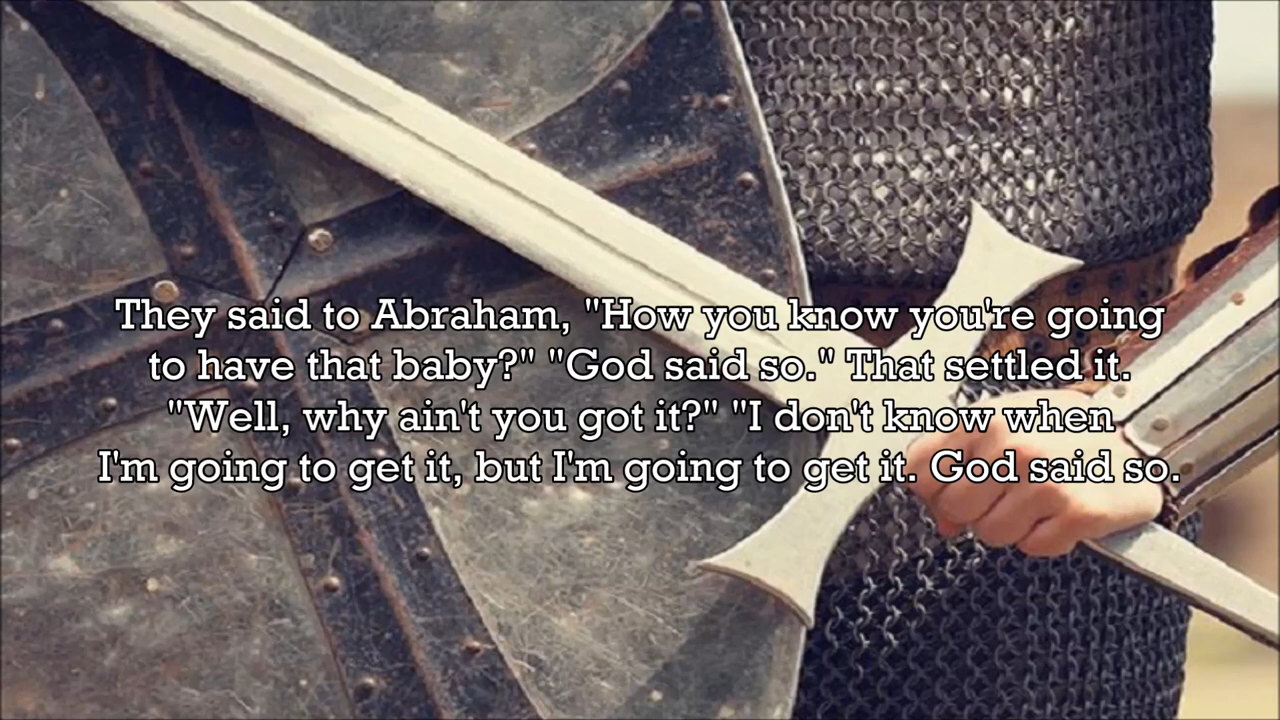 They said to Abraham, "How you know you're going
to have that baby?" "God said so." That settled it.
"Well, why ain't you got it?" "I don't know when
I'm going to get it, but I'm going to get it. God said so.